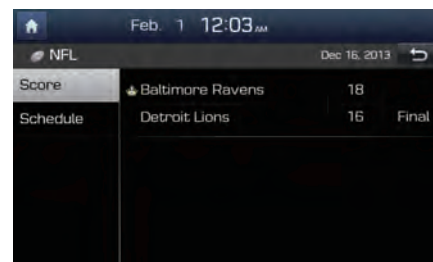 Feb. 1 12:03 AM
NFL Dec 16, 2013
Score
Baltimore Ravens 18
Schedule
Detroit Lions 16 Final